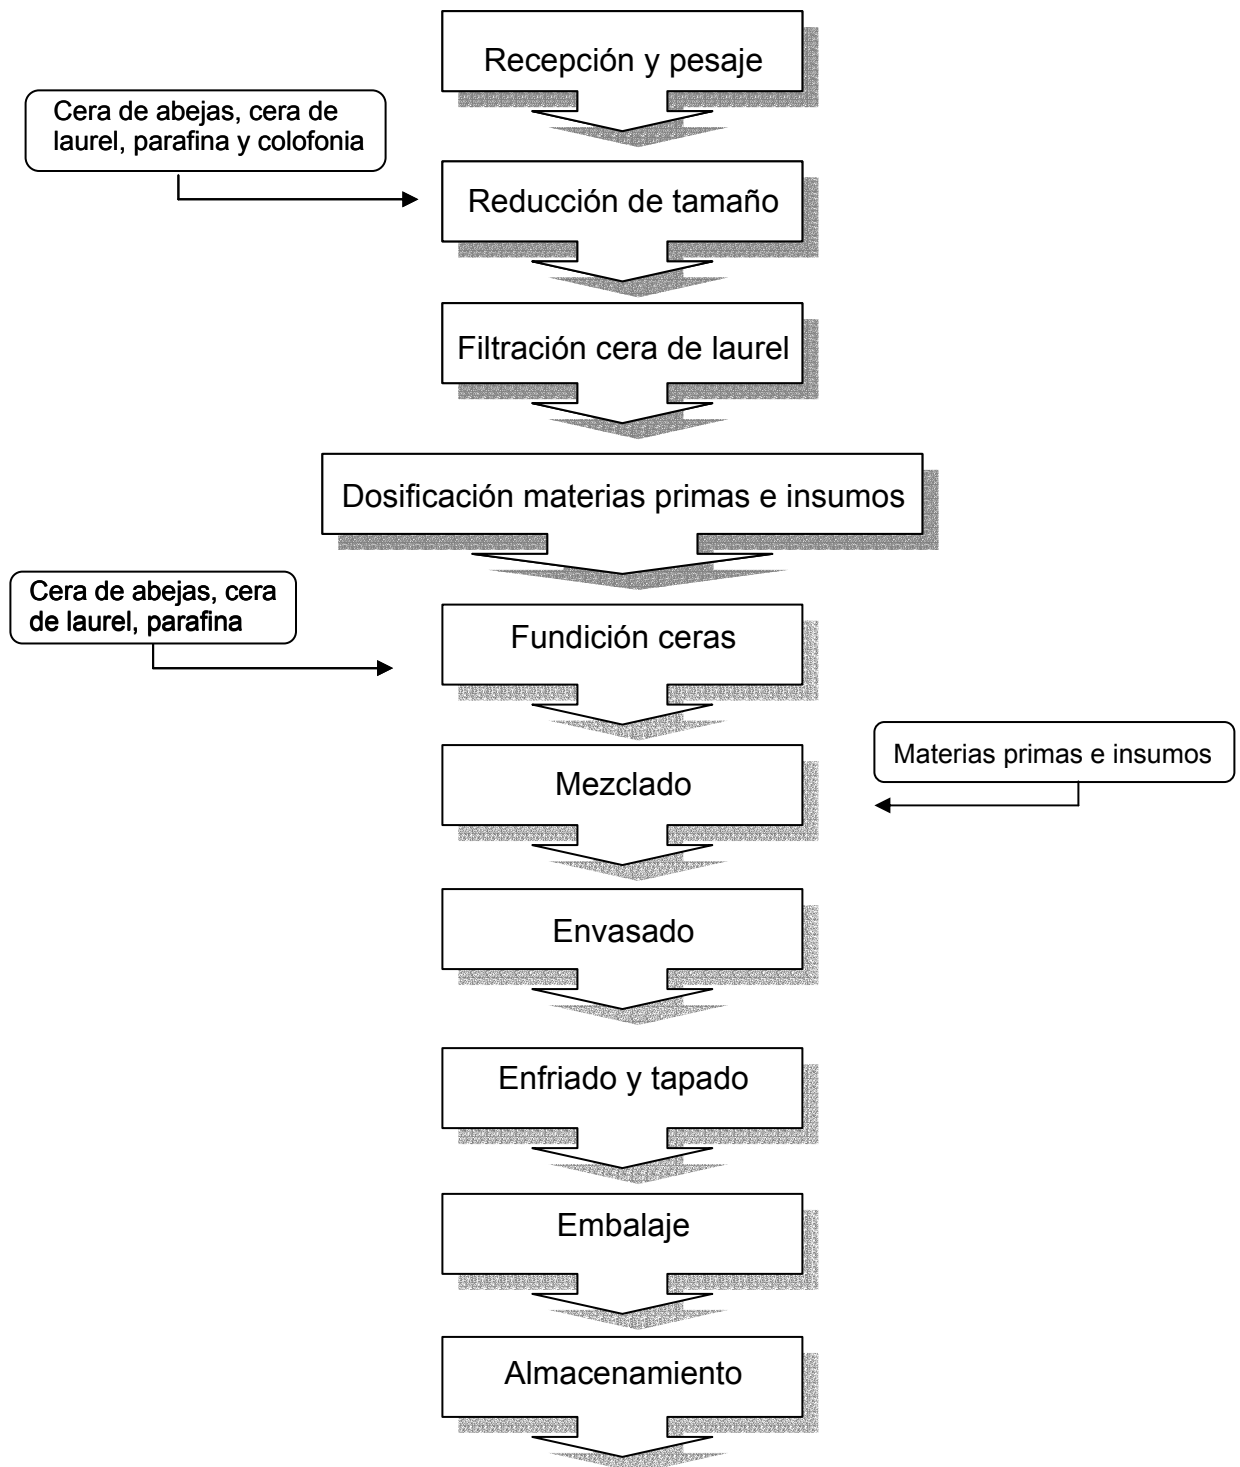 Recepción y pesaje
Cera de abejas, cera de
laurel, parafina y colofonia
Reducción de tamaño
Filtración cera de laurel
Dosificación materias primas e insumos
Cera de abejas, cera
de laurel, parafina
Fundición ceras
Materias primas e insumos
Mezclado
Envasado
Enfriado y tapado
Embalaje
Almacenamiento